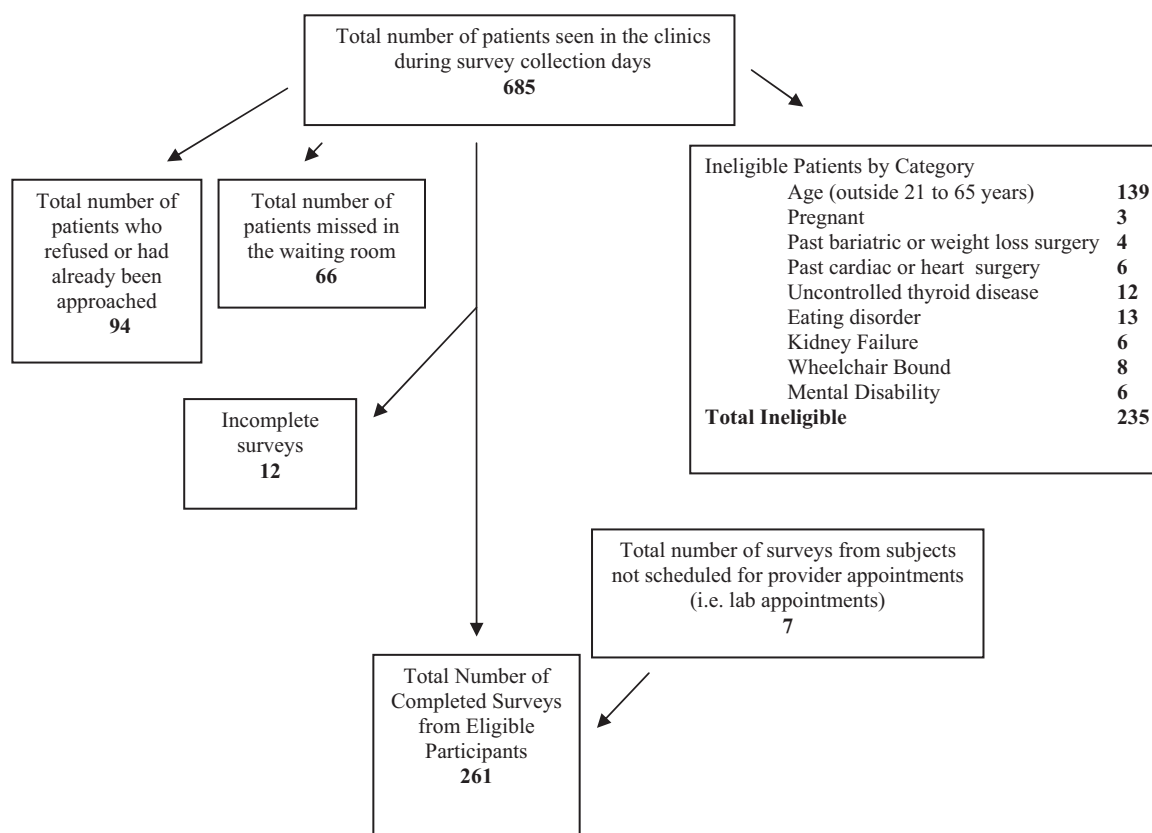 Total number of patients seen in the clinics
during survey collection days
685
Total number of
patients who
refused or had
already been
approached
94
Total number of
patients missed in
the waiting room
66
Ineligible Patients by Category
Age (outside 21 to 65 years) 139
Pregnant 3
Past bariatric or weight loss surgery 4
Past cardiac or heart surgery 6
Uncontrolled thyroid disease 12
Eating disorder 13
Kidney Failure 6
Wheelchair Bound 8
Mental Disability 6
Total Ineligible 235
Incomplete
surveys
12
Total number of surveys from subjects
not scheduled for provider appointments
(i.e. lab appointments)
7
Total Number of
Completed Surveys
from Eligible
Participants
261